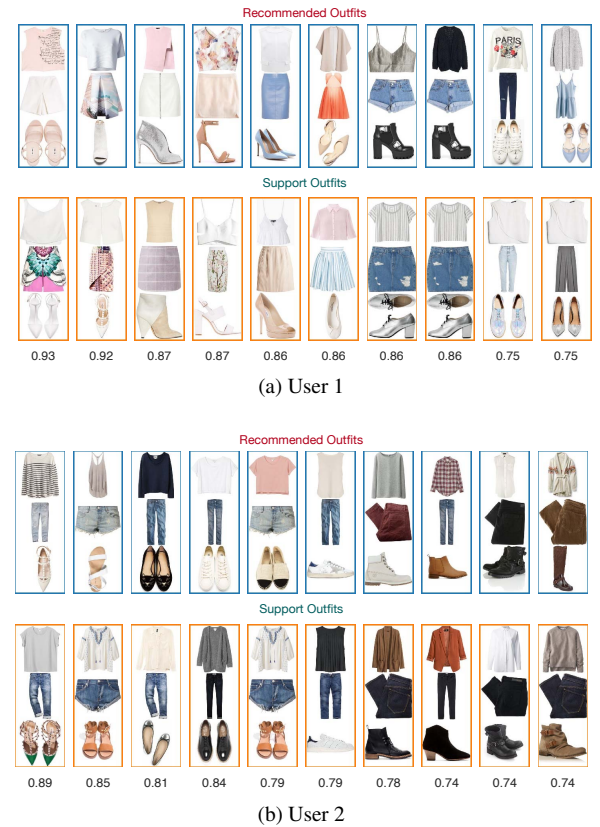 Recommended Outfits
PARIS
Support Outfits
0.93 0.92 0.87 0.87 0.86 0.86 0.86 0.86 0.75 0.75
(a) User 1
Recommended Outfits
Support Outfits
0.89 0.85 0.81 0.84 0.79 0.79 0.78 0.74 0.74 0.74
(b) User 2